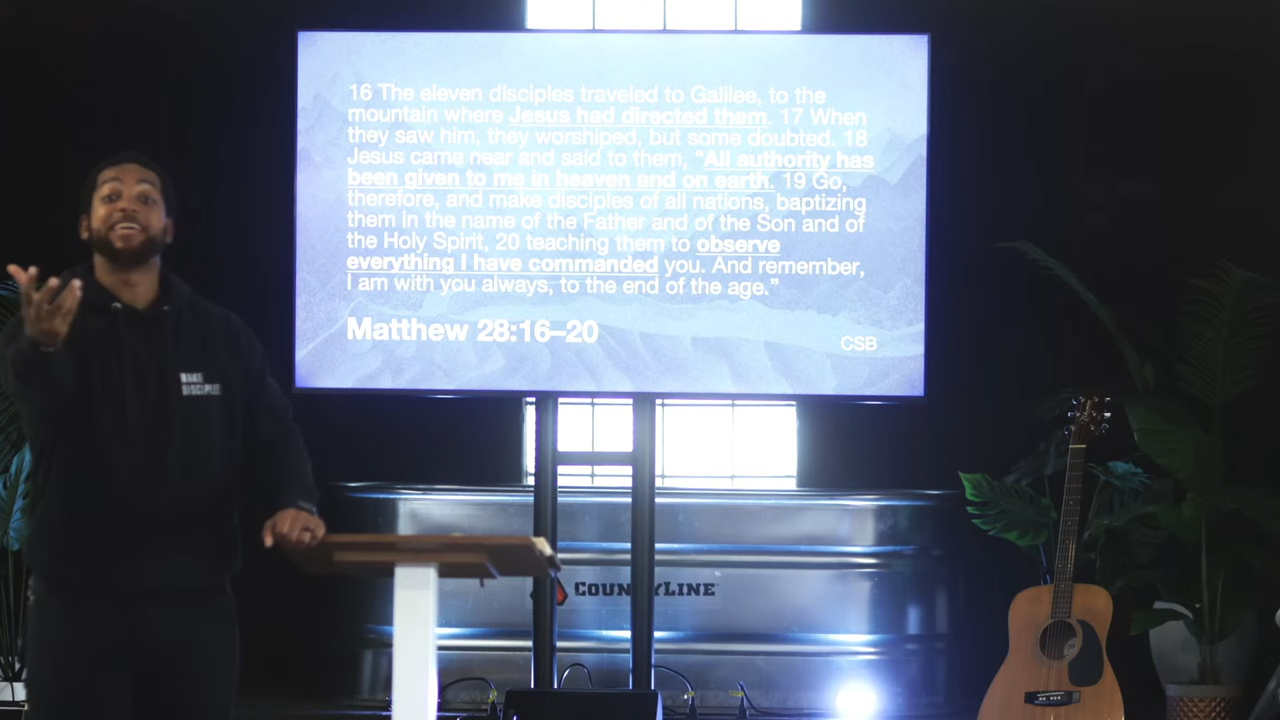 16 The eleven disciples traveled to Galilee, to the
mountain where Jesus had directed them. 17 When
they saw him, they worshiped, but some doubted. 18
Jesus came near and said to them, “All authority has
been given to me in heaven and on earth. 19 Go,
therefore, and make disciples of all nations, baptizing
them in the name of the Father and of the Son and of
the Holy Spirit, 20 teaching them to observe
everything I have commanded you. And remember,
I am with you always, to the end of the age.”
Matthew 28:16–20
CSB
MAKE
DISCIPLES
COUNTYLINE